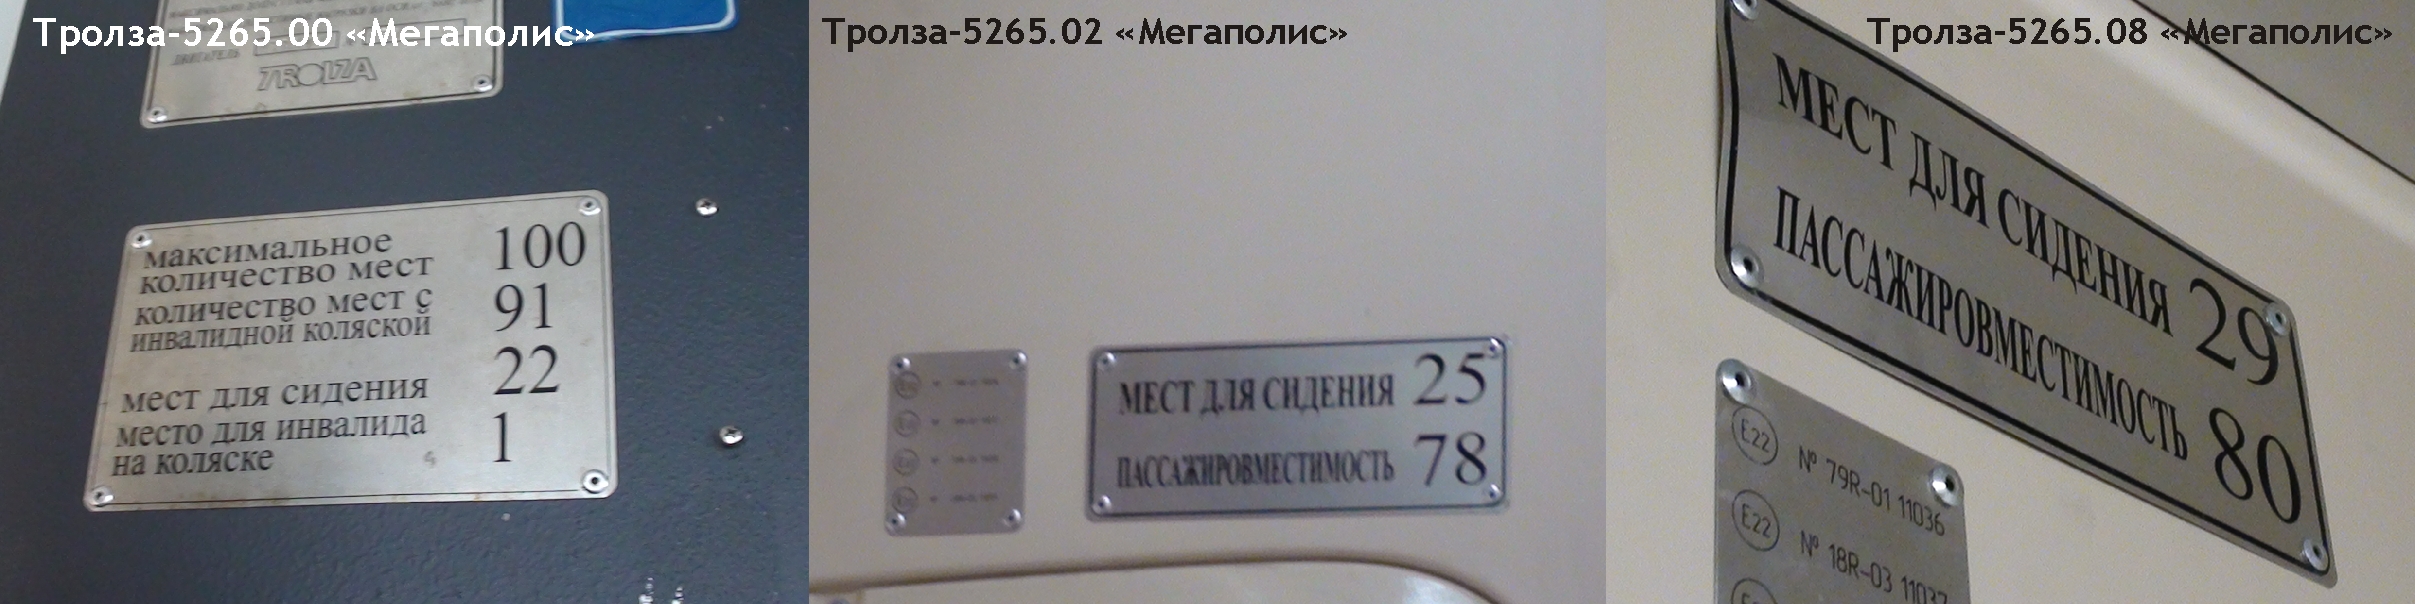 Тролза-5265.00 «Мегаполис»
ДВИГАТЕЛЬ
TROLZA
максимальное
количество мест 100
количество мест с
инвалидной коляской 91
мест для сидения 22
место для инвалида
на коляске 1
Тролза-5265.02 «Мегаполис»
МЕСТ ДЛЯ СИДЕНИЯ 25
ПАССАЖИРОВМЕСТИМОСТЬ 78
Тролза-5265.08 «Мегаполис»
МЕСТ ДЛЯ СИДЕНИЯ 29
ПАССАЖИРОВМЕСТИМОСТЬ 80
E22 № 79R-01 11036
E22 № 18R-03 11037